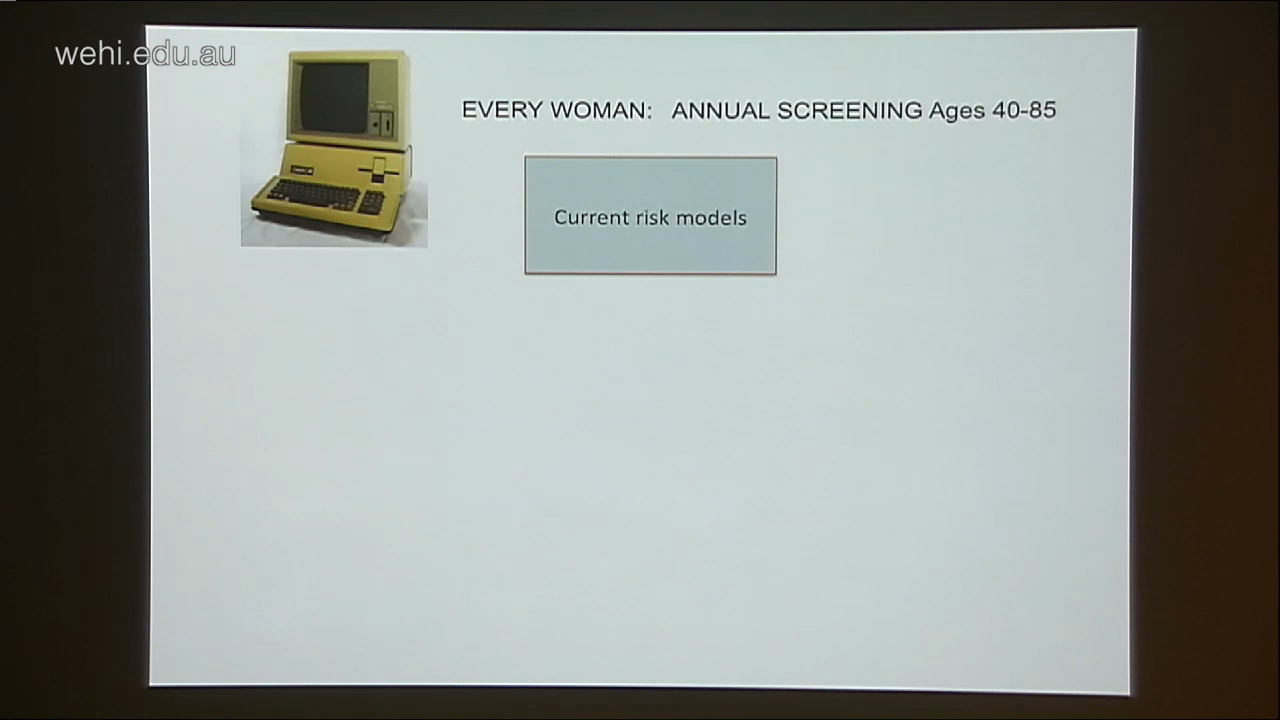 wehi.edu.au
EVERY WOMAN: ANNUAL SCREENING Ages 40-85
Current risk models